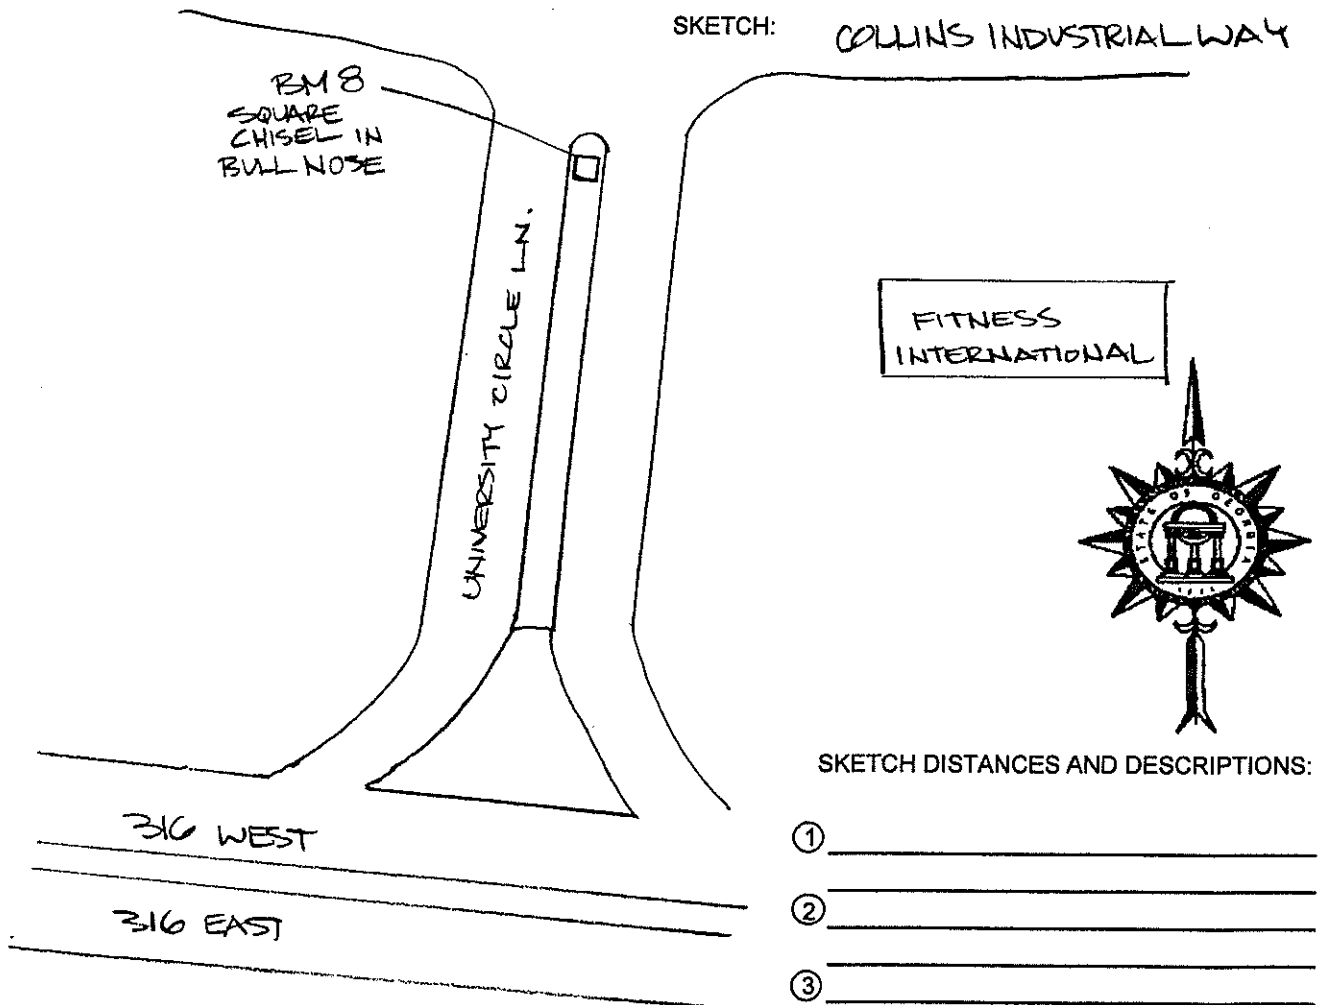 SKETCH:
COLLINS INDUSTRIAL WAY
BM 8
SQUARE
CHISEL IN
BULL NOSE
UNIVERSITY CIRCLE LN.
FITNESS
INTERNATIONAL
STATE OF GEORGIA
SKETCH DISTANCES AND DESCRIPTIONS:
316 WEST
316 EAST
1
2
3